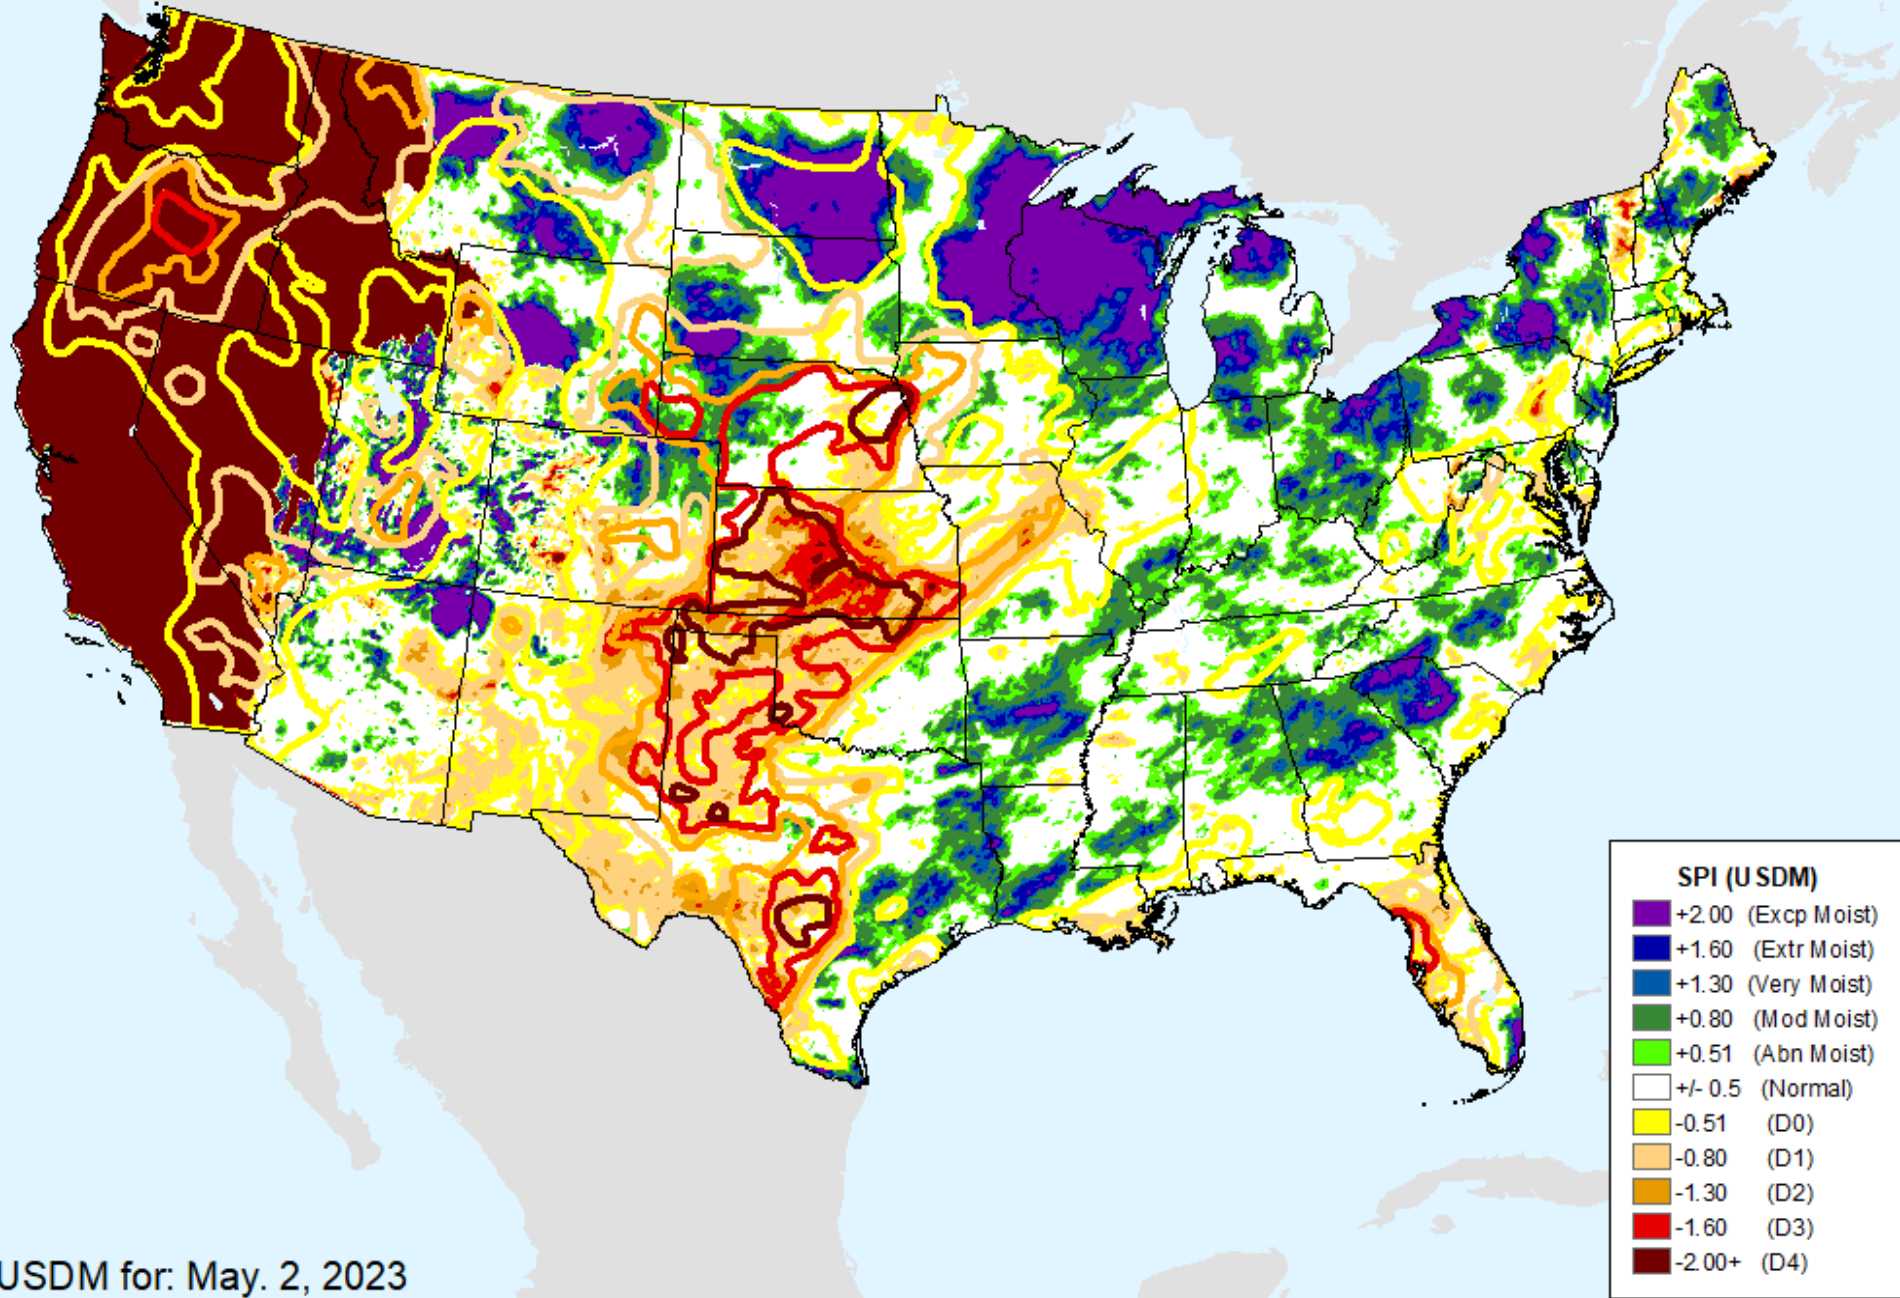 SPI (USDM)
+2.00 (Excp Moist)
+1.60 (Extr Moist)
+1.30 (Very Moist)
+0.80 (Mod Moist)
+0.51 (Abn Moist)
+/- 0.5 (Normal)
-0.51 (D0)
-0.80 (D1)
-1.30 (D2)
-1.60 (D3)
-2.00+ (D4)
USDM for: May. 2, 2023